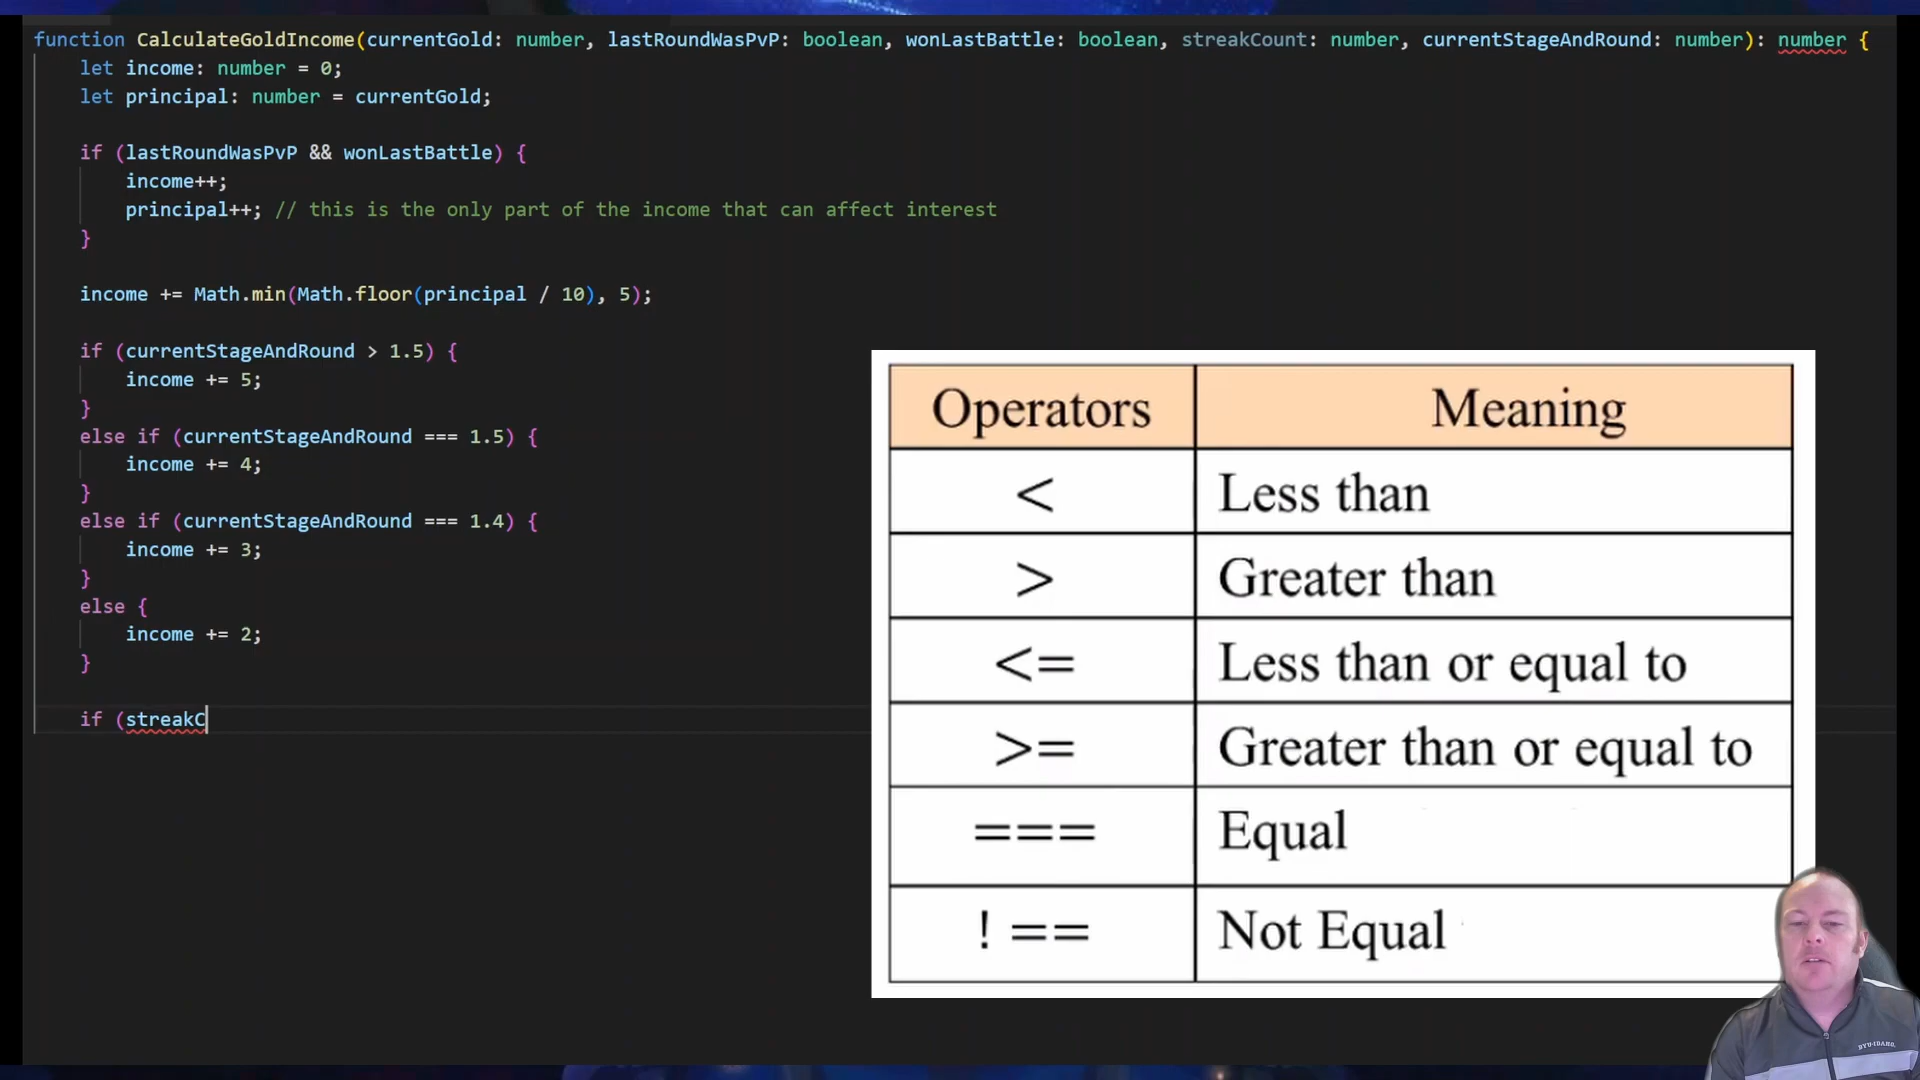 function CalculateGoldIncome(currentGold: number, lastRoundWasPvP: boolean, wonLastBattle: boolean, streakCount: number, currentStageAndRound: number): number {
let income: number = 0;
let principal: number = currentGold;
if (lastRoundWasPvP && wonLastBattle) {
income++;
principal++; // this is the only part of the income that can affect interest
}
income += Math.min(Math.floor(principal / 10), 5);
if (currentStageAndRound > 1.5) {
income += 5;
}
else if (currentStageAndRound === 1.5) {
income += 4;
}
else if (currentStageAndRound === 1.4) {
income += 3;
}
else {
income += 2;
}
if (streakC
Operators Meaning
< Less than
> Greater than
<= Less than or equal to
>= Greater than or equal to
=== Equal
! == Not Equal
BYU-IDAHO